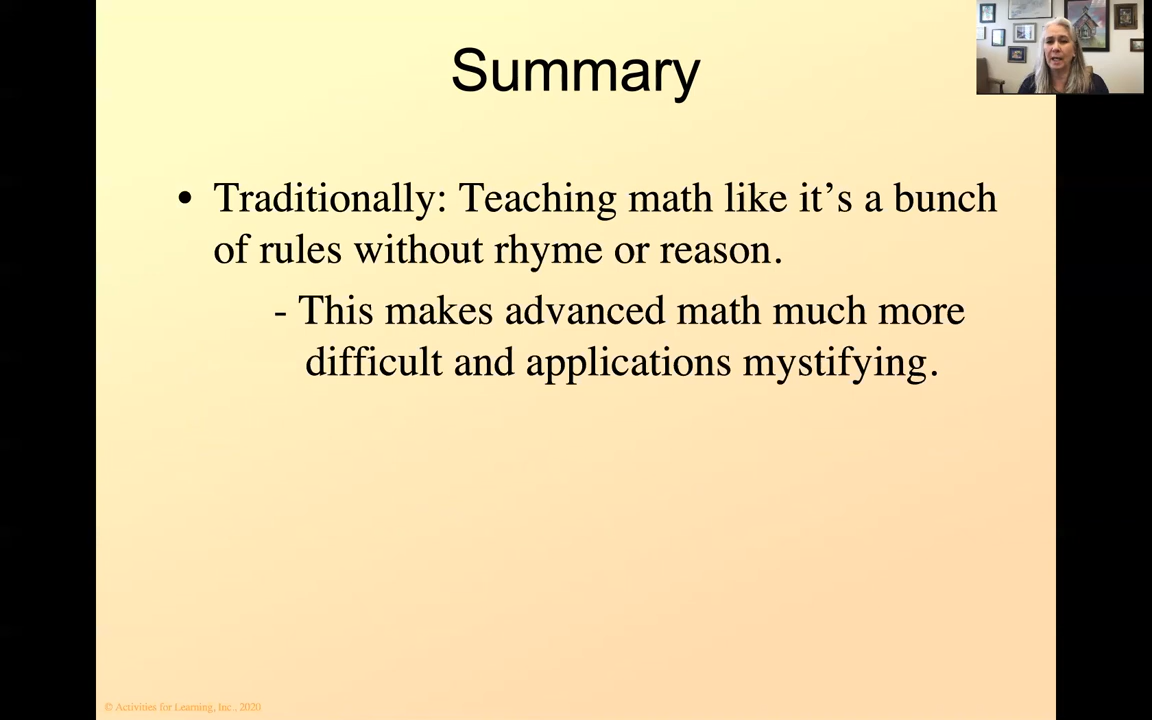 Summary
• Traditionally: Teaching math like it’s a bunch
of rules without rhyme or reason.
- This makes advanced math much more
difficult and applications mystifying.
© Activities for Learning, Inc., 2020